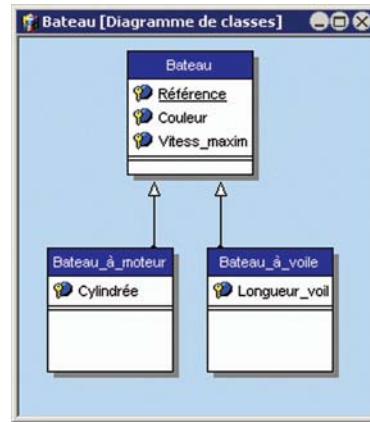 Bateau [Diagramme de classes]
Bateau
Référence
Couleur
Vitess_maxim
Bateau_à_moteur
Cylindrée
Bateau_à_voile
Longueur_voil